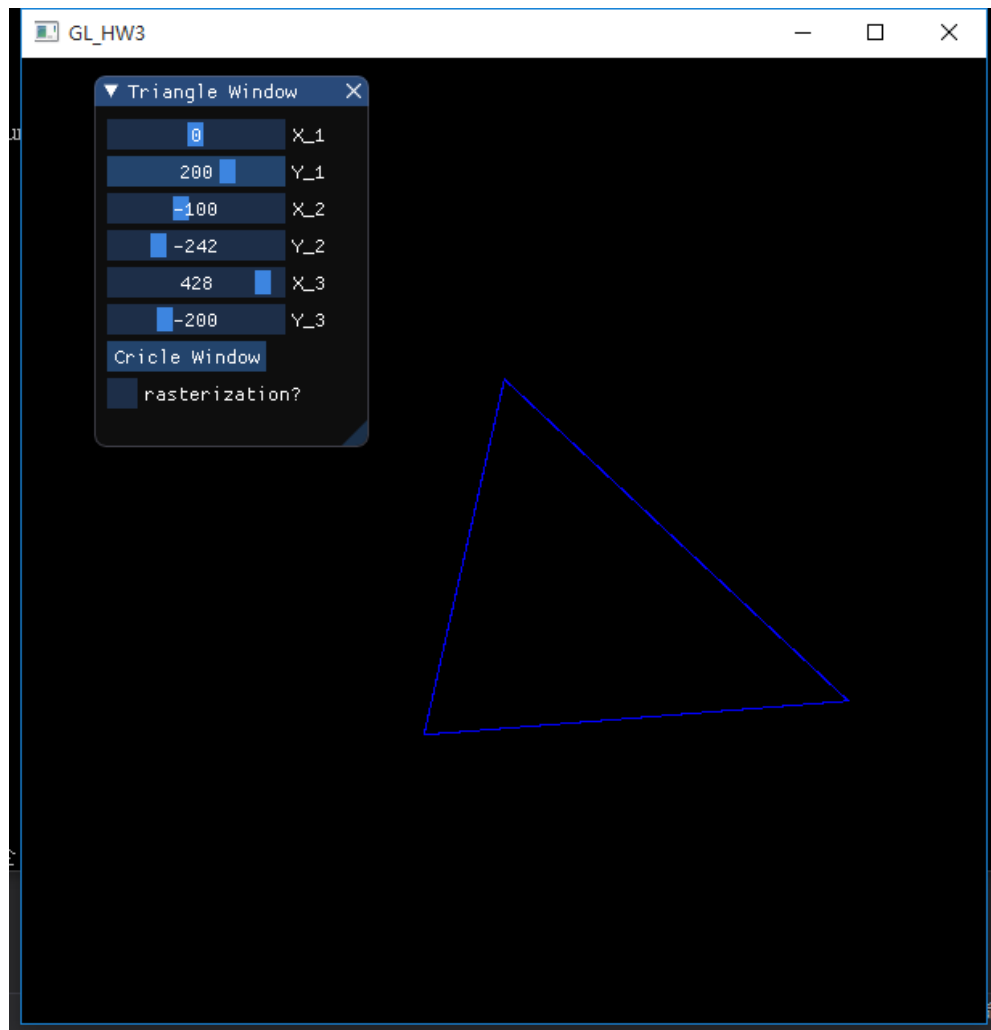 GL_HW3
Triangle Window
0 X_1
200 Y_1
-100 X_2
-242 Y_2
428 X_3
-200 Y_3
Cricle Window
rasterization?